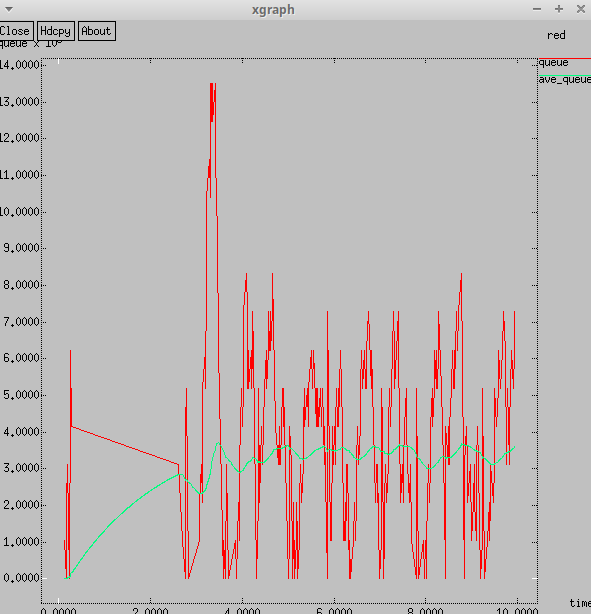 xgraph
Close Hdcpy About
queue x 10³
red
queue
ave_queue
14.0000
13.0000
12.0000
11.0000
10.0000
9.0000
8.0000
7.0000
6.0000
5.0000
4.0000
3.0000
2.0000
1.0000
0.0000
0.0000 2.0000 4.0000 6.0000 8.0000 10.0000
time